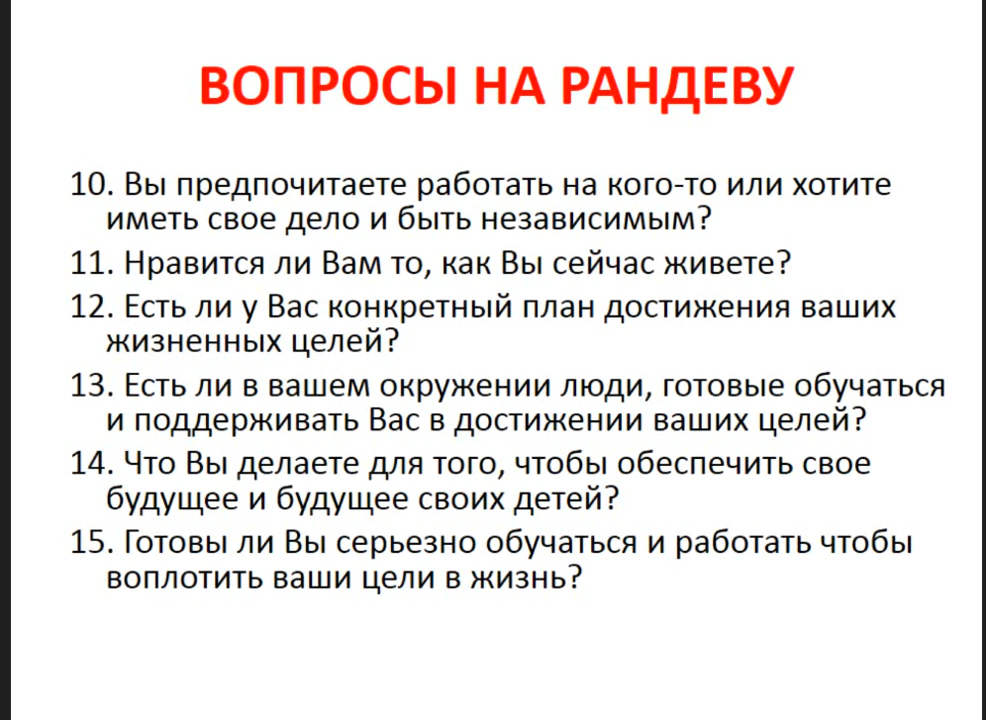 ВОПРОСЫ НА РАНДЕВУ
10. Вы предпочитаете работать на кого-то или хотите
иметь свое дело и быть независимым?
11. Нравится ли Вам то, как Вы сейчас живете?
12. Есть ли у Вас конкретный план достижения ваших
жизненных целей?
13. Есть ли в вашем окружении люди, готовые обучаться
и поддерживать Вас в достижении ваших целей?
14. Что Вы делаете для того, чтобы обеспечить свое
будущее и будущее своих детей?
15. Готовы ли Вы серьезно обучаться и работать чтобы
воплотить ваши цели в жизнь?